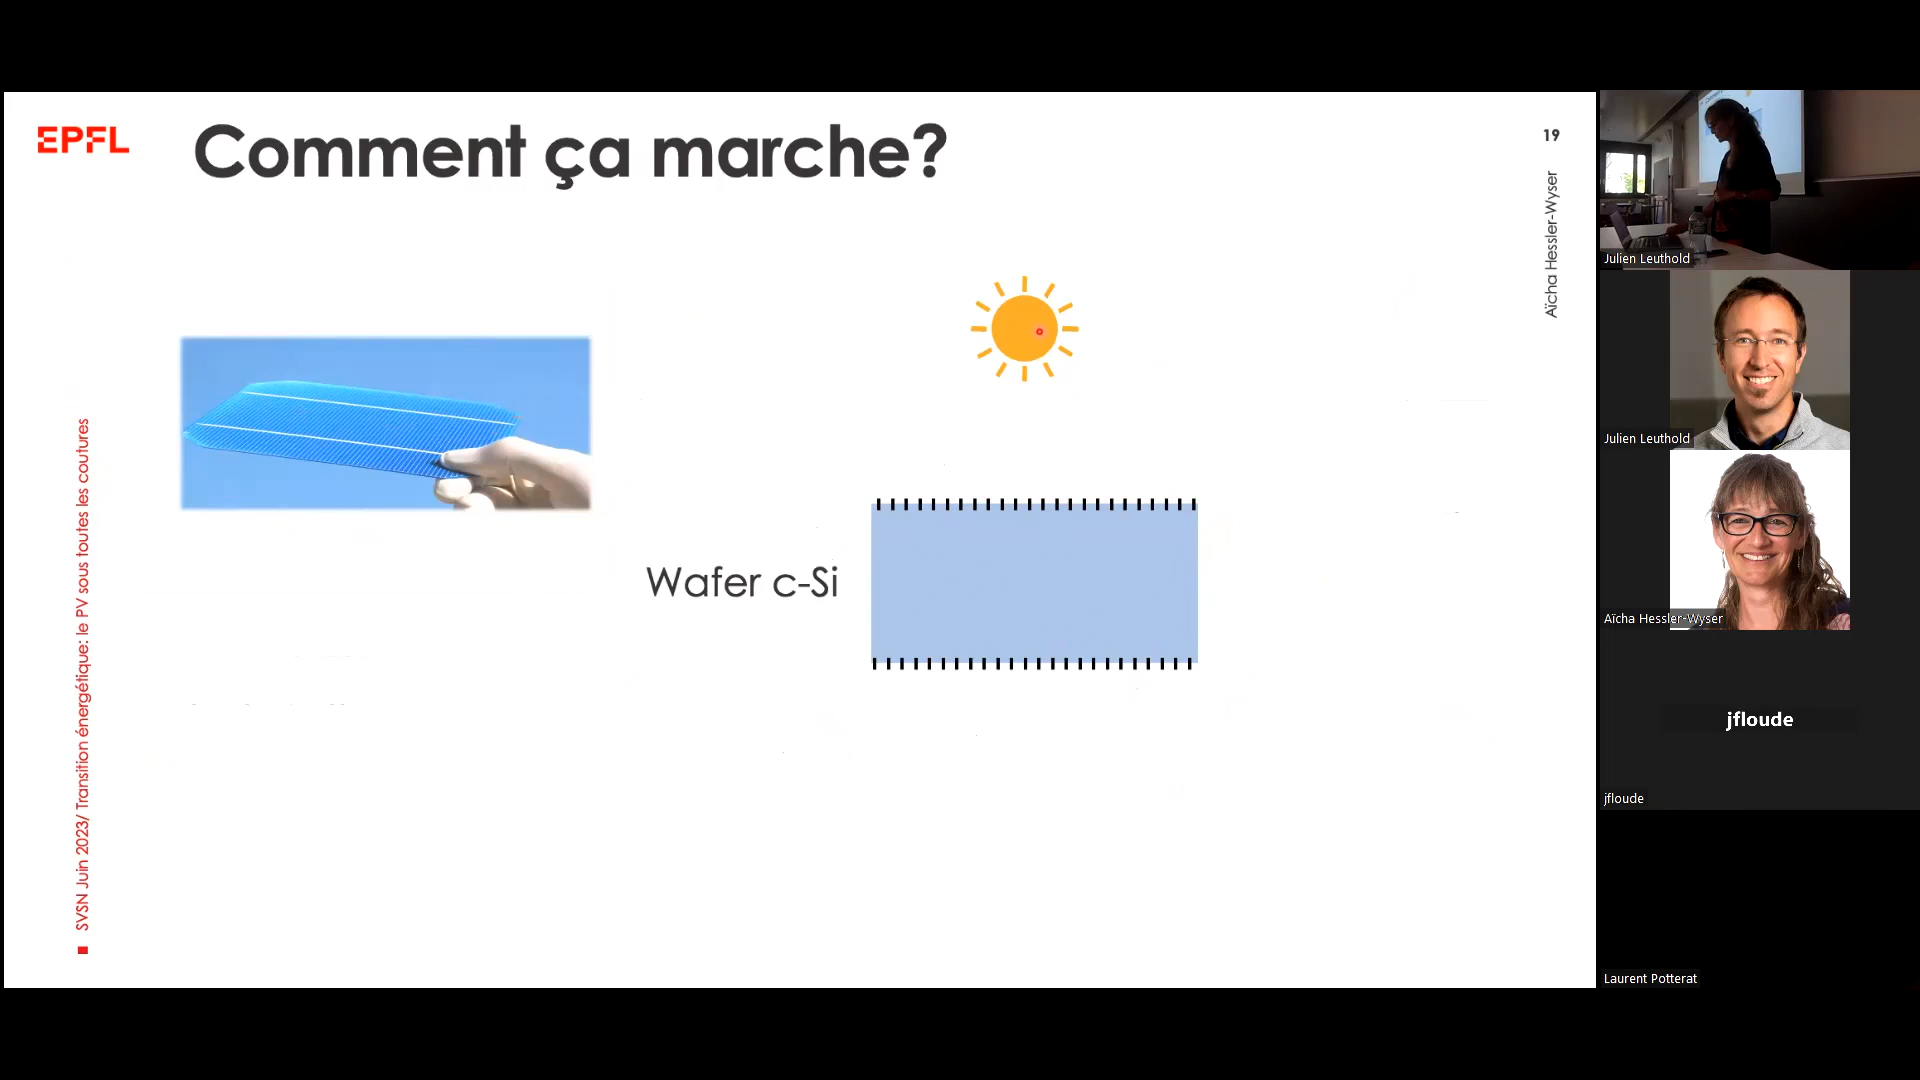 EPFL
Comment ça marche?
19
Aïcha Hessler-Wyser
SVSN Juin 2023/ Transition énergétique: le PV sous toutes les coutures
Wafer c-Si
Julien Leuthold
Julien Leuthold
Aïcha Hessler-Wyser
jfloude
jfloude
Laurent Potterat